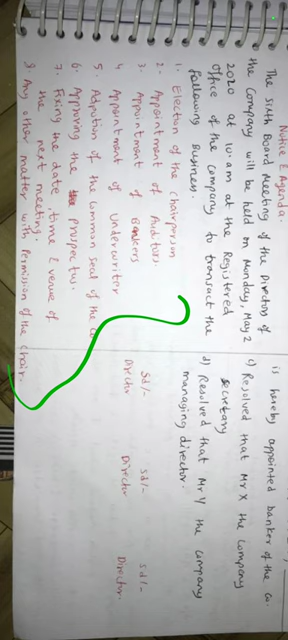 Notice & Agenda.
The Sixth Board Meeting of the Directors of
the Company will be held on Monday, May 2
2020 at 10 a.m at the Registered
office of the Company to transact the
following Business.
1. Election of the chairperson
2. Appointment of Auditors.
3. Appointment of Bankers
4. Appointment of Underwriter
5. Adoption of the Common seal of the Co
6. Approving the prospectus.
7. Fixing the date, time & venue of
the next meeting.
8 Any other matter with Permission of the chair.
is hereby appointed banker of the co.
c) Resolved that Mr X the company
secretary
d) Resolved that Mr Y the company
managing director.
Sd/- Sd/- Sd/-
Director Director Director.